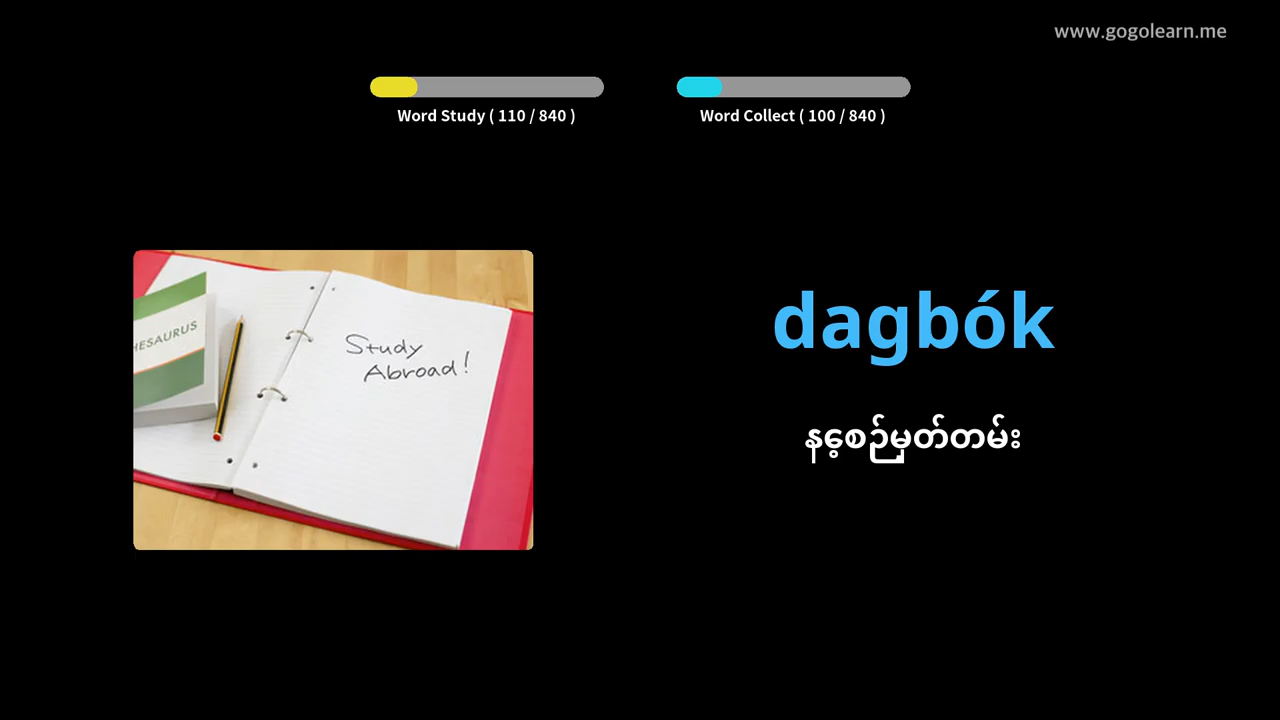 www.gogolearn.me
Word Study ( 110 / 840 )
Word Collect ( 100 / 840 )
HESAURUS
Study
Abroad!
dagbók
နေ့စဉ်မှတ်တမ်း